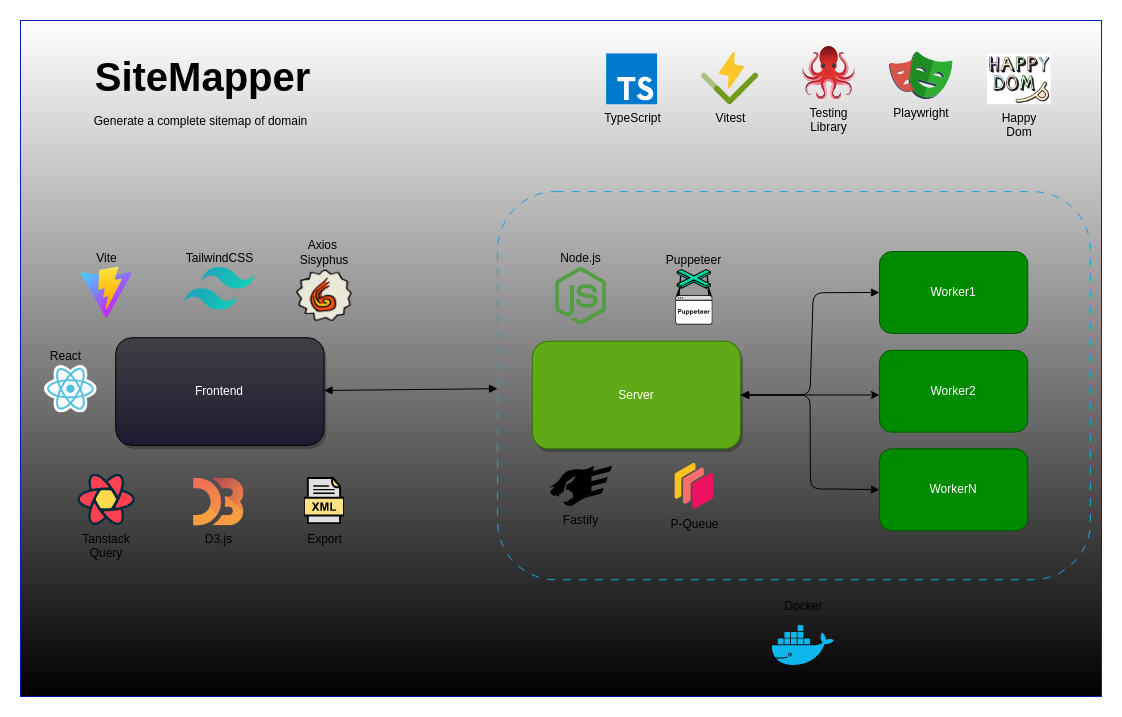 SiteMapper
Generate a complete sitemap of domain
TS
TypeScript
Vitest
Testing
Library
Playwright
HAPPY
DOM
Happy
Dom
Vite
TailwindCSS
Axios
Sisyphus
React
Frontend
Tanstack
Query
D3.js
XML
Export
Node.js
JS
Puppeteer
Puppeteer
Server
Fastify
P-Queue
Worker1
Worker2
WorkerN
Docker